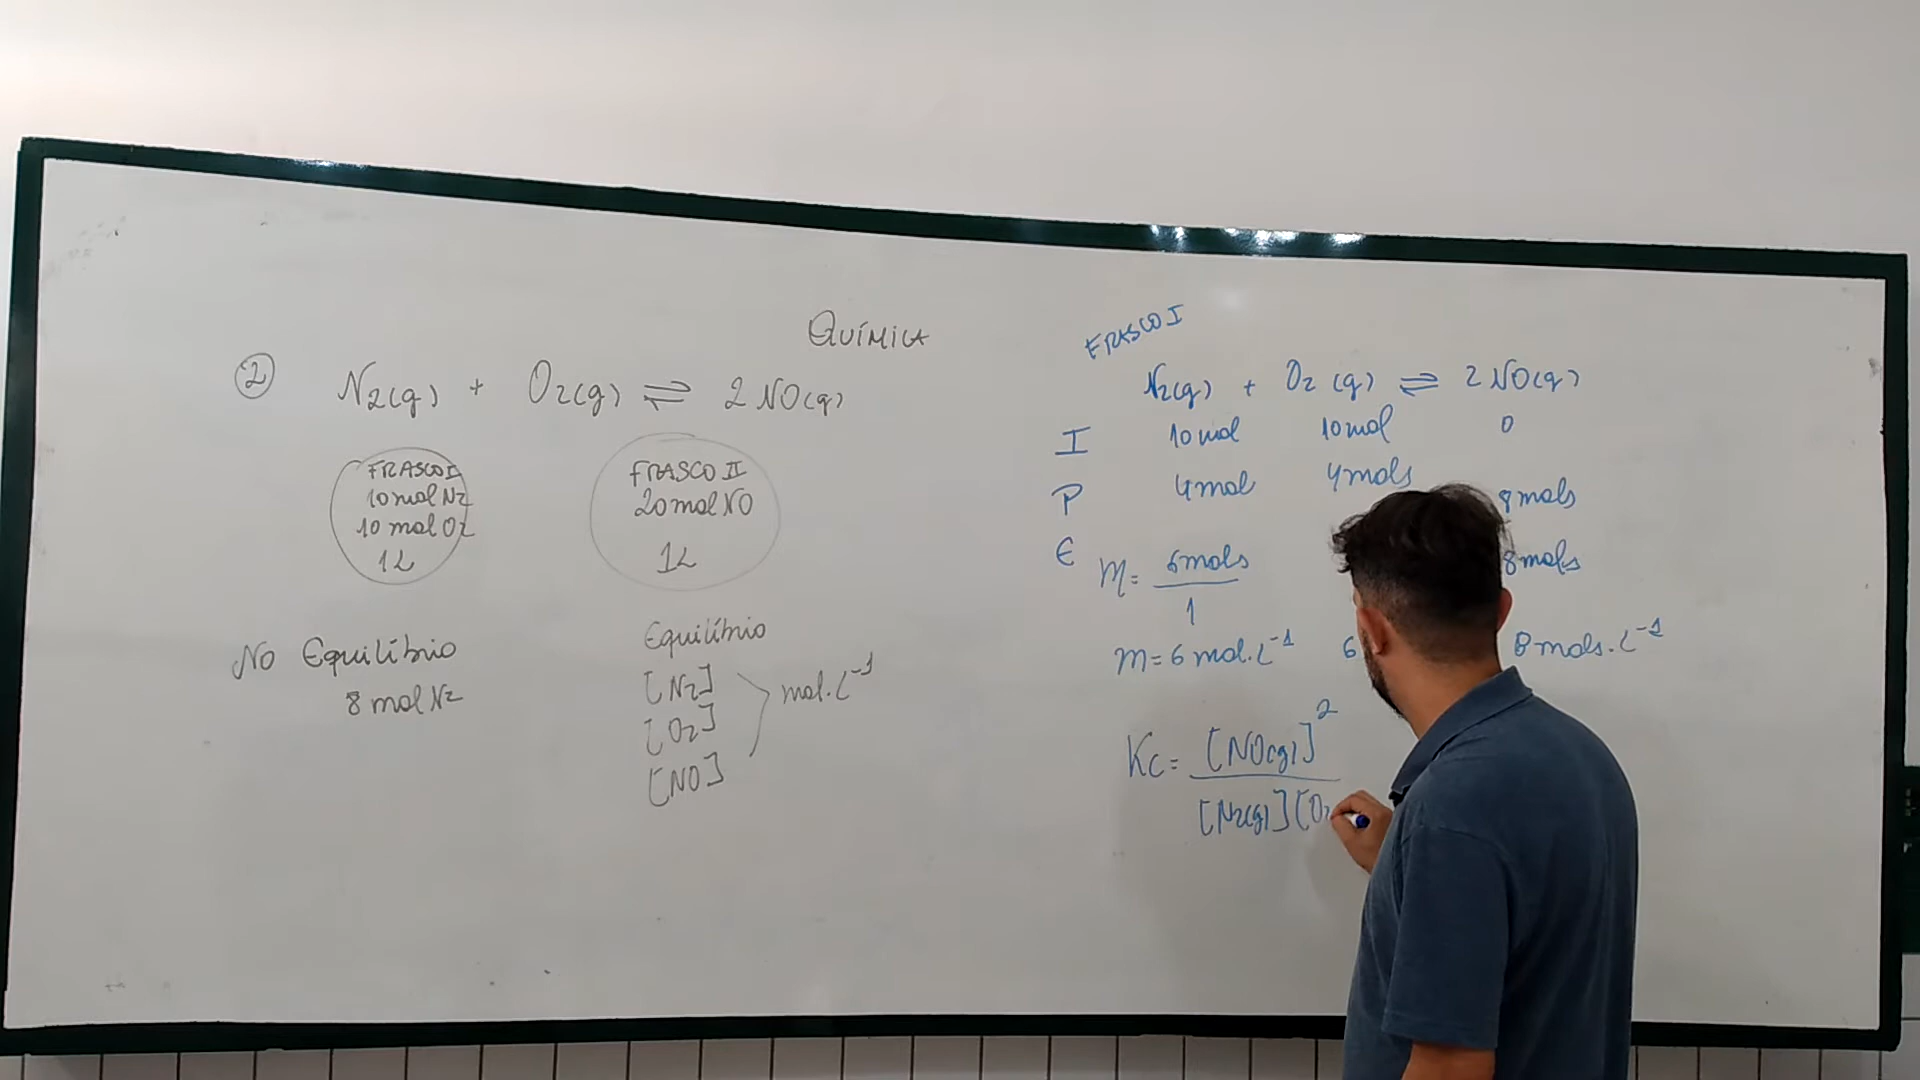 QUÍMICA
② N2(g) + O2(g) ⇌ 2 NO(g)
FRASCO I
10 mol N2
10 mol O2
1L
FRASCO II
20 mol NO
1L
No Equilíbrio
8 mol N2
Equilíbrio
[N2]
[O2]
[NO]
mol.L⁻¹
FRASCO I
N2(g) + O2(g) ⇌ 2 NO(g)
I 10 mol 10 mol 0
P 4 mol 4 mols 8 mols
E M = 6 mols / 1 8 mols
M = 6 mol.L⁻¹ 6 8 mols.L⁻¹
Kc = [NO(g)]² / [N2(g)] [O2